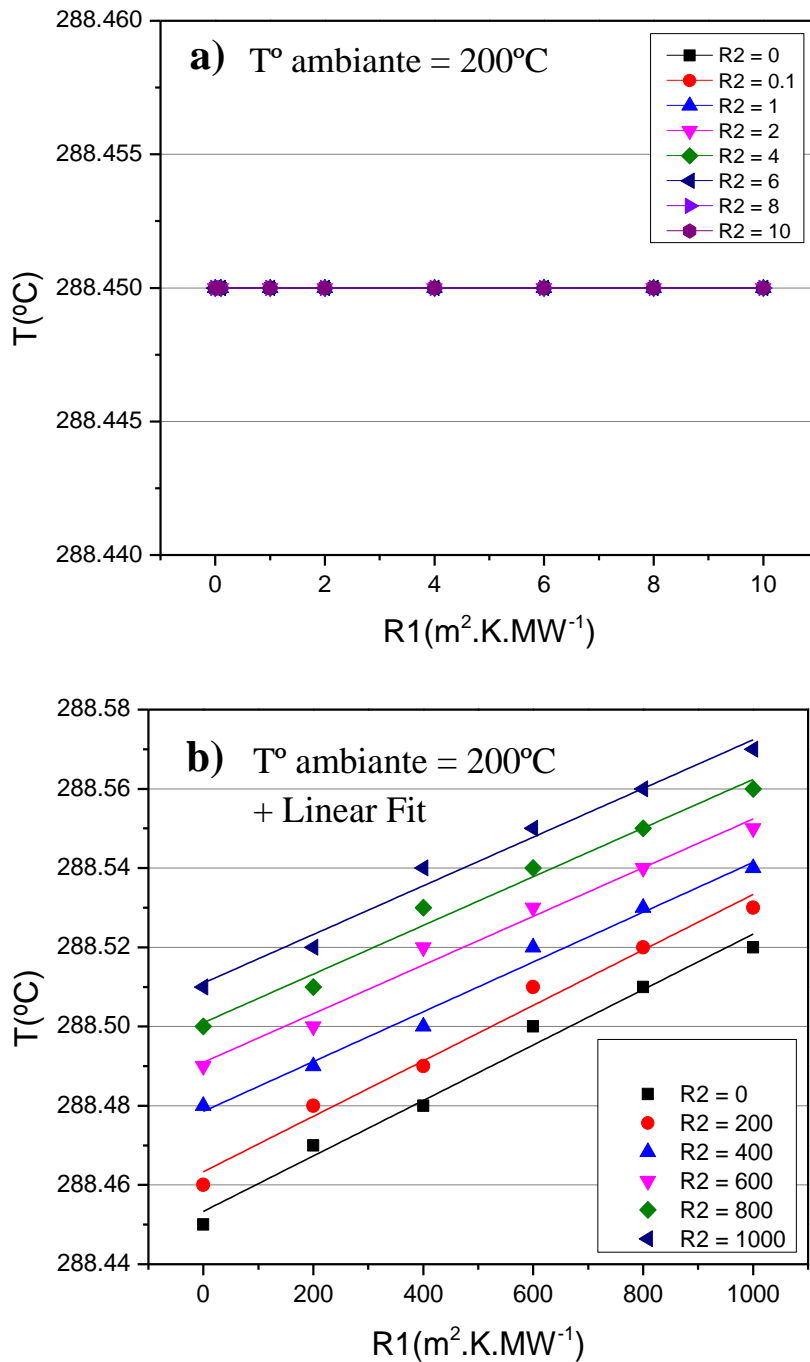 a) Tº ambiante = 200ºC
R2 = 0
R2 = 0.1
R2 = 1
R2 = 2
R2 = 4
R2 = 6
R2 = 8
R2 = 10
288.460
288.455
288.450
288.445
288.440
T(ºC)
0 2 4 6 8 10
R1(m².K.MW⁻¹)
b) Tº ambiante = 200ºC
+ Linear Fit
288.58
288.56
288.54
288.52
288.50
288.48
288.46
288.44
T(ºC)
R2 = 0
R2 = 200
R2 = 400
R2 = 600
R2 = 800
R2 = 1000
0 200 400 600 800 1000
R1(m².K.MW⁻¹)